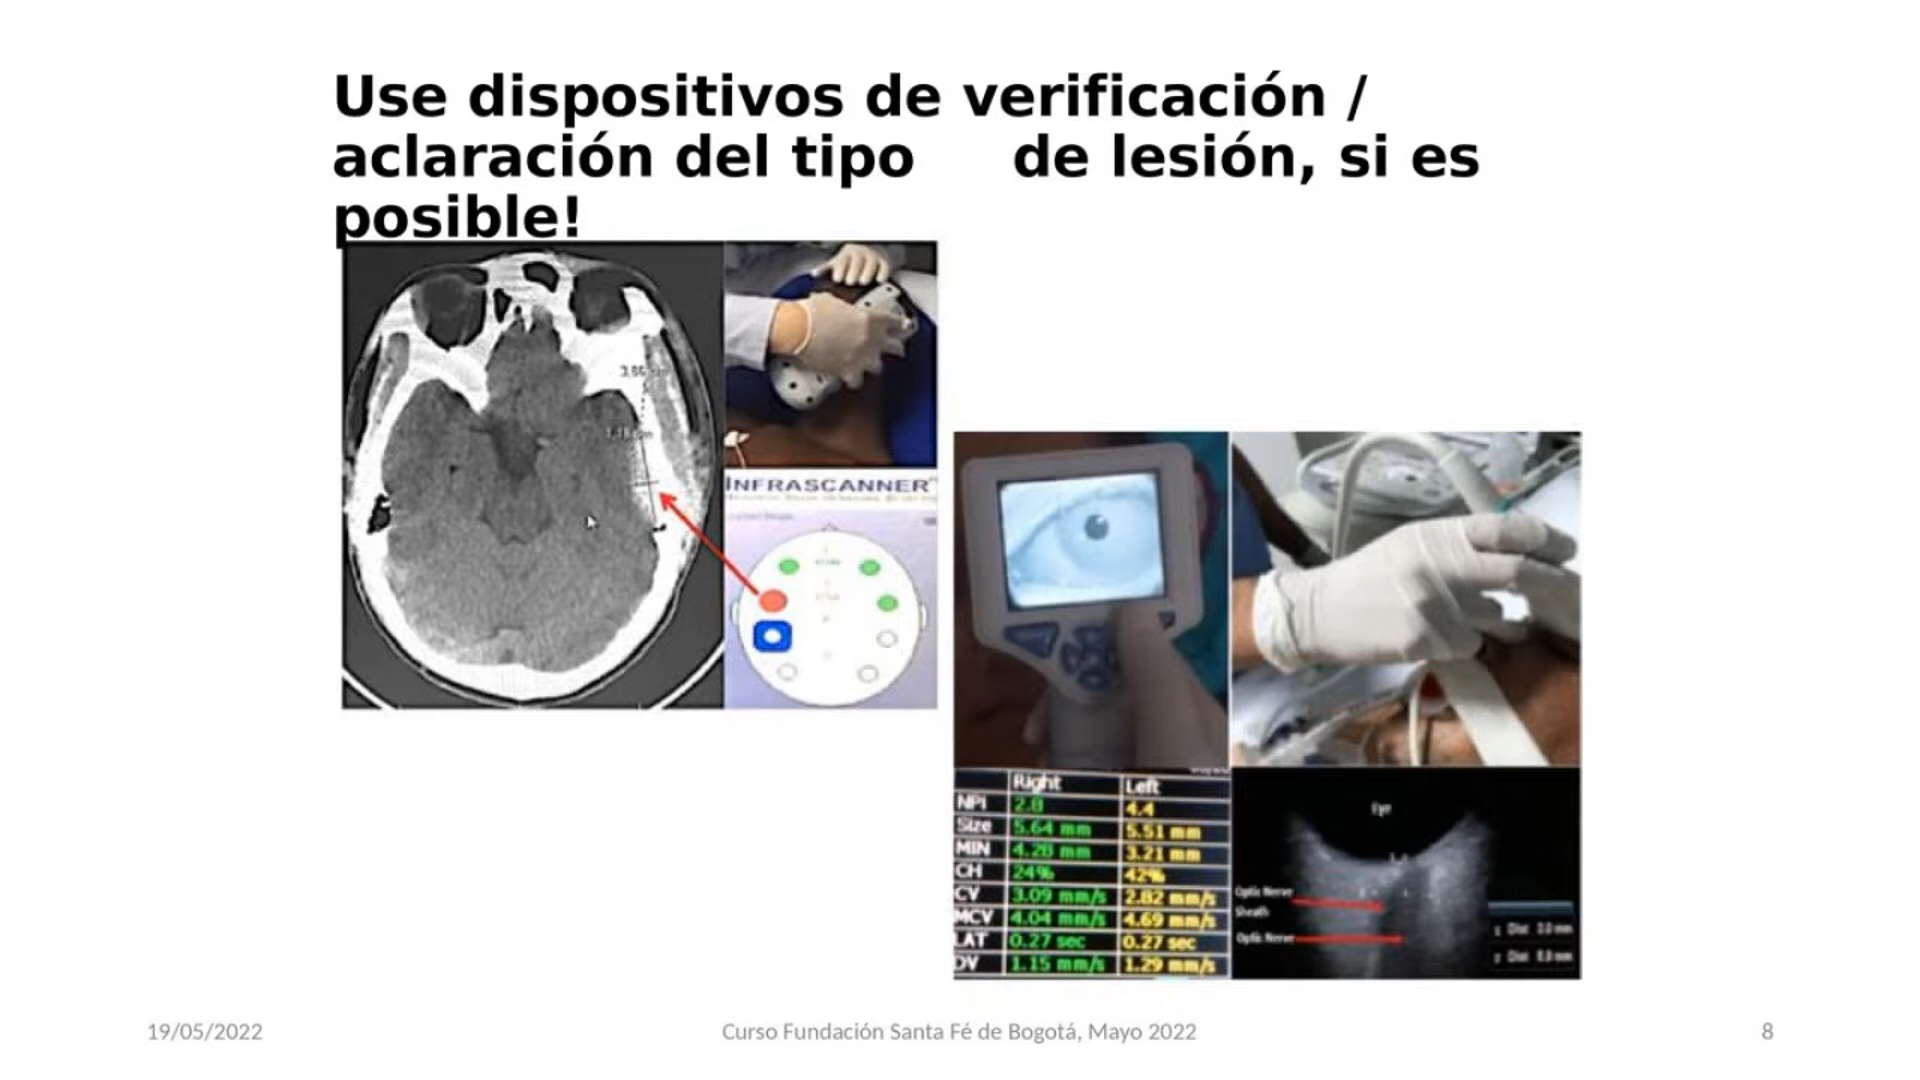 Use dispositivos de verificación /
aclaración del tipo de lesión, si es
posible!
INFRASCANNER
Right Left
NPi 2.8 4.4
Size 5.64 mm 5.51 mm
MIN 4.28 mm 3.21 mm
CH 24% 42%
CV 3.09 mm/s 2.82 mm/s
MCV 4.04 mm/s 4.69 mm/s
LAT 0.27 sec 0.27 sec
DV 1.15 mm/s 1.29 mm/s
Eye
Optic Nerve
Sheath
Optic Nerve
19/05/2022
Curso Fundación Santa Fé de Bogotá, Mayo 2022
8